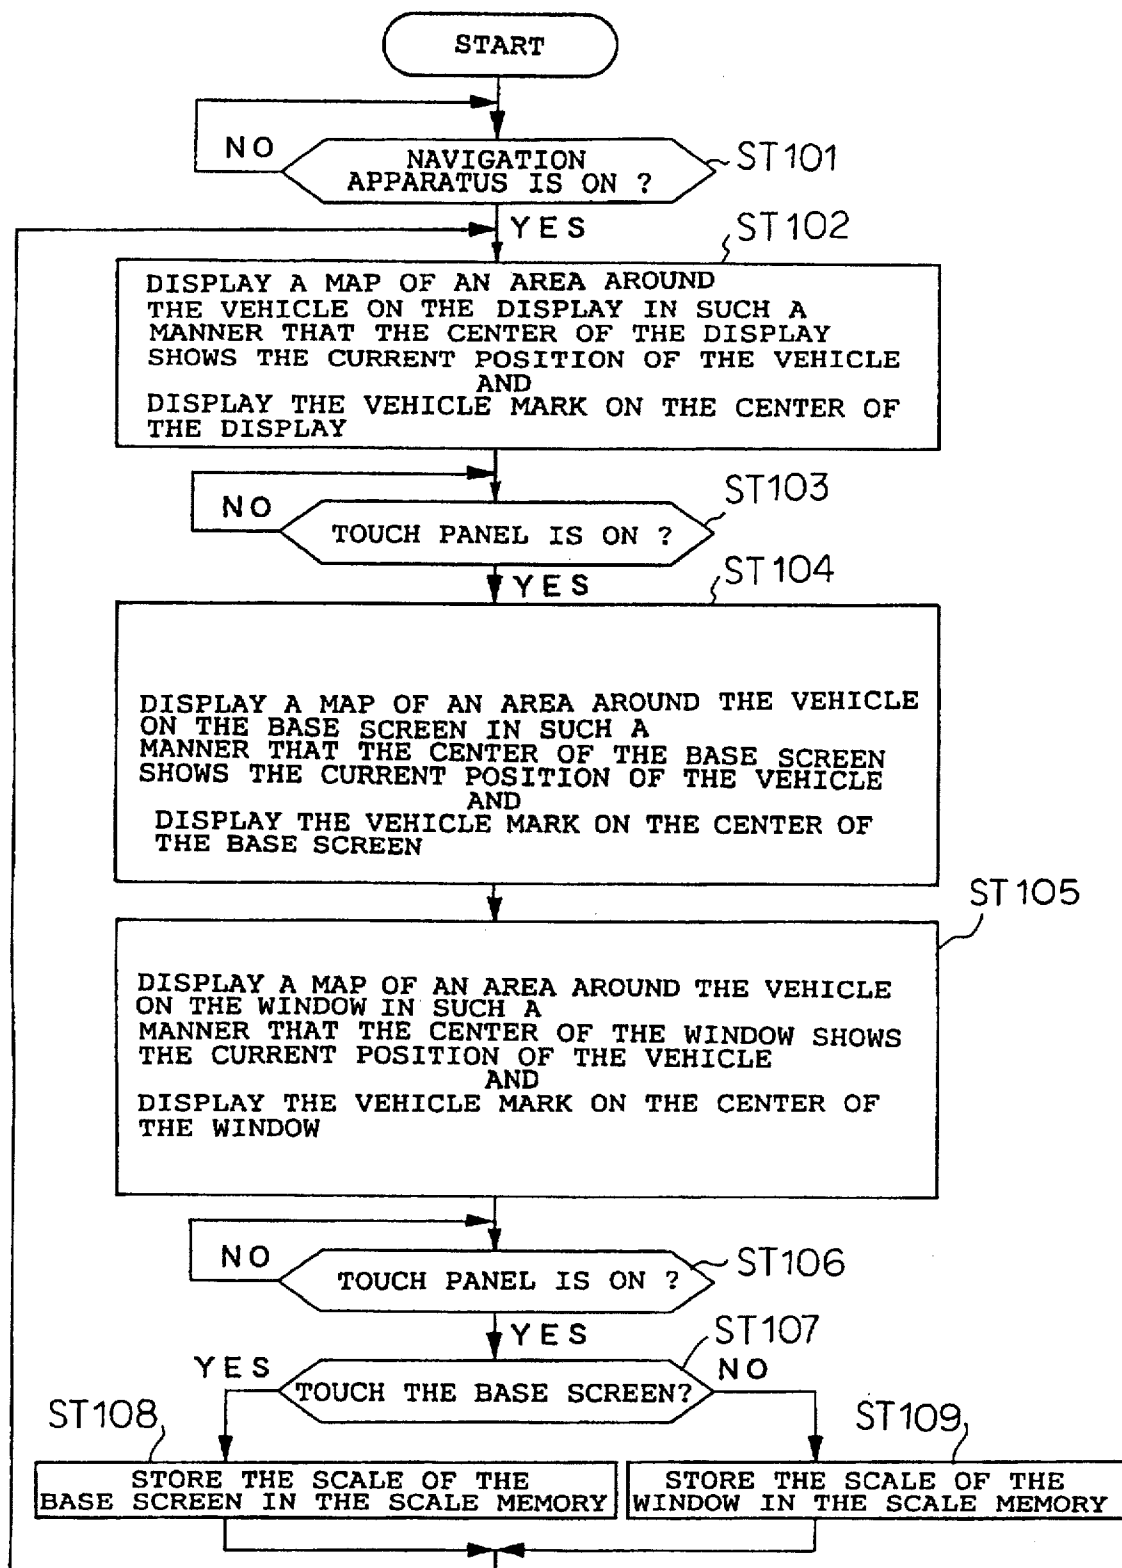 START
NO
NAVIGATION
APPARATUS IS ON ?
ST101
YES
ST102
DISPLAY A MAP OF AN AREA AROUND
THE VEHICLE ON THE DISPLAY IN SUCH A
MANNER THAT THE CENTER OF THE DISPLAY
SHOWS THE CURRENT POSITION OF THE VEHICLE
AND
DISPLAY THE VEHICLE MARK ON THE CENTER OF
THE DISPLAY
NO
TOUCH PANEL IS ON ?
ST103
YES
ST104
DISPLAY A MAP OF AN AREA AROUND THE VEHICLE
ON THE BASE SCREEN IN SUCH A
MANNER THAT THE CENTER OF THE BASE SCREEN
SHOWS THE CURRENT POSITION OF THE VEHICLE
AND
DISPLAY THE VEHICLE MARK ON THE CENTER OF
THE BASE SCREEN
ST105
DISPLAY A MAP OF AN AREA AROUND THE VEHICLE
ON THE WINDOW IN SUCH A
MANNER THAT THE CENTER OF THE WINDOW SHOWS
THE CURRENT POSITION OF THE VEHICLE
AND
DISPLAY THE VEHICLE MARK ON THE CENTER OF
THE WINDOW
NO
TOUCH PANEL IS ON ?
ST106
YES
ST107
YES
TOUCH THE BASE SCREEN?
NO
ST108
STORE THE SCALE OF THE
BASE SCREEN IN THE SCALE MEMORY
ST109
STORE THE SCALE OF THE
WINDOW IN THE SCALE MEMORY